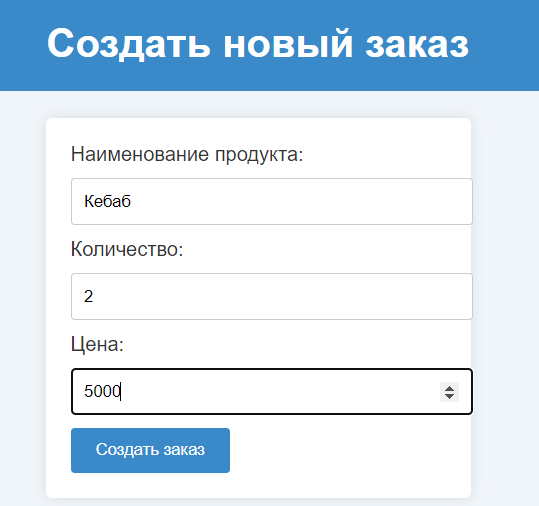 Создать новый заказ
Наименование продукта:
Кебаб
Количество:
2
Цена:
5000
Создать заказ